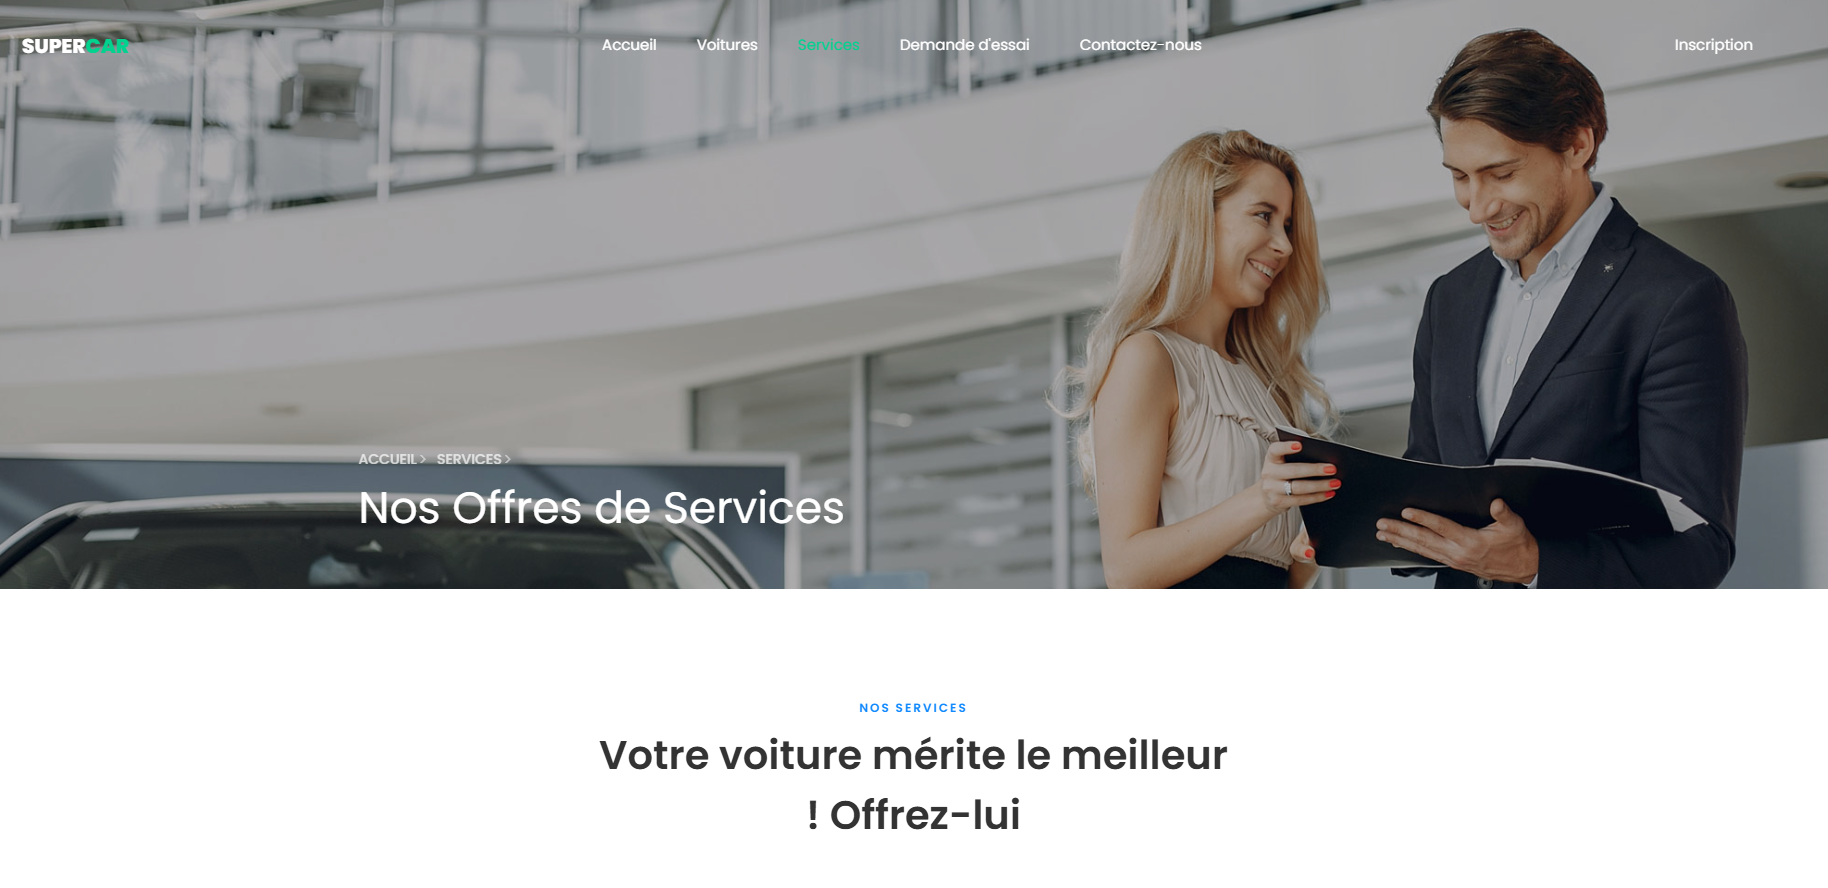 SUPERCAR
Accueil Voitures Services Demande d'essai Contactez-nous Inscription
ACCUEIL > SERVICES >
Nos Offres de Services
NOS SERVICES
Votre voiture mérite le meilleur
! Offrez-lui